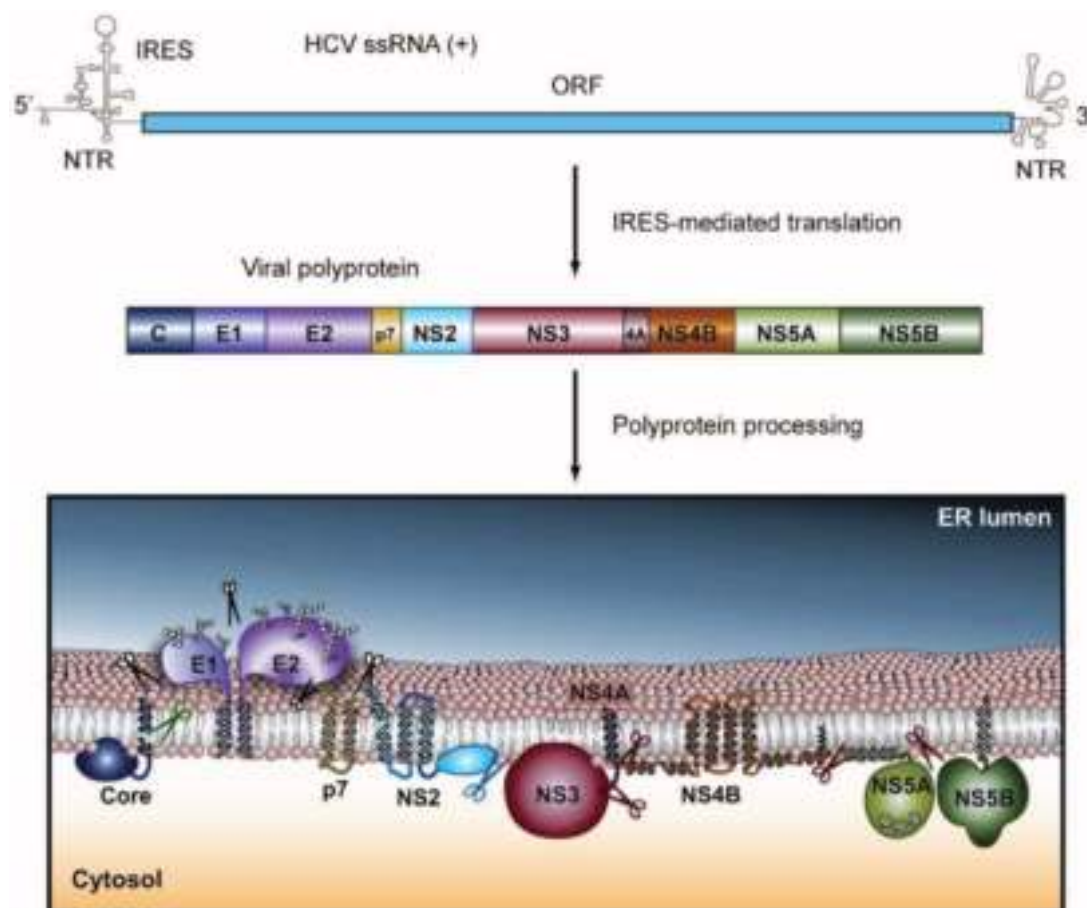 IRES
HCV ssRNA (+)
ORF
5'
3
NTR
NTR
IRES-mediated translation
Viral polyprotein
C E1 E2 p7 NS2 NS3 4A NS4B NS5A NS5B
Polyprotein processing
ER lumen
E1 E2
NS4A
Core
p7
NS2
NS3
NS4B
NS5A
NS5B
Cytosol